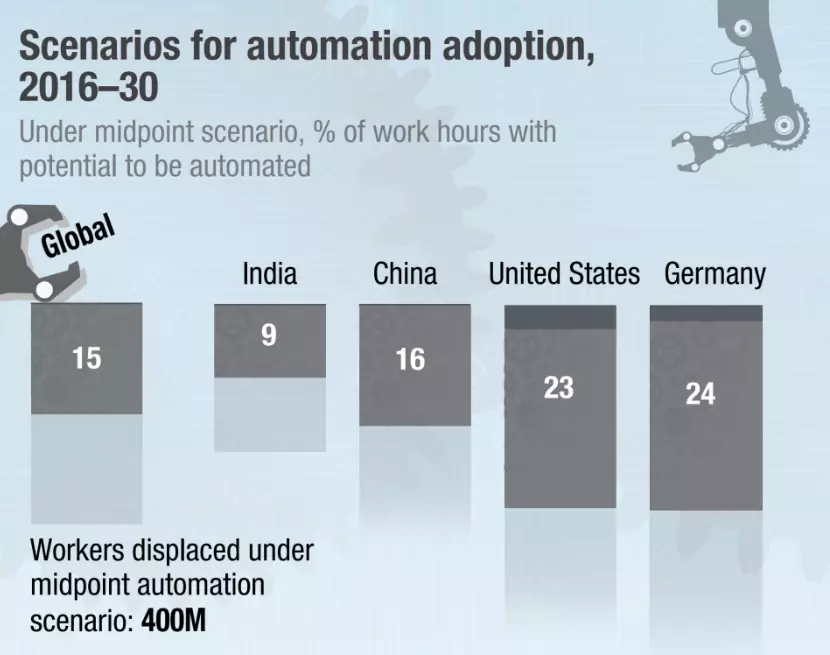 Scenarios for automation adoption,
2016–30
Under midpoint scenario, % of work hours with
potential to be automated
Global
India
China
United States
Germany
15
9
16
23
24
Workers displaced under
midpoint automation
scenario: 400M